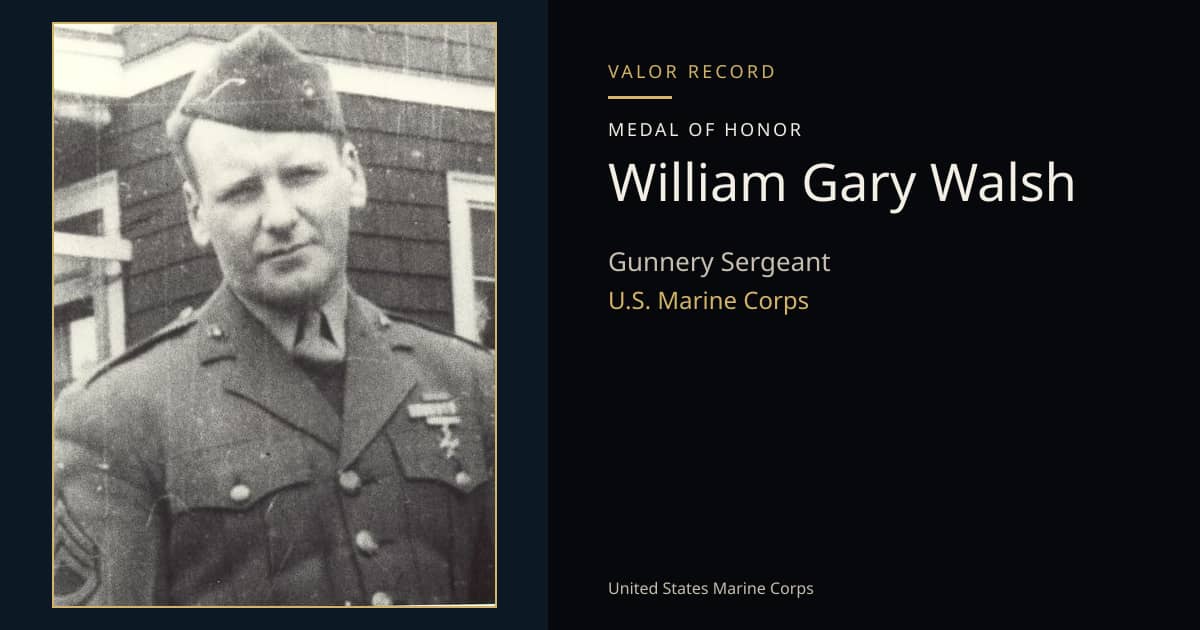 VALOR RECORD
MEDAL OF HONOR
William Gary Walsh
Gunnery Sergeant
U.S. Marine Corps
United States Marine Corps